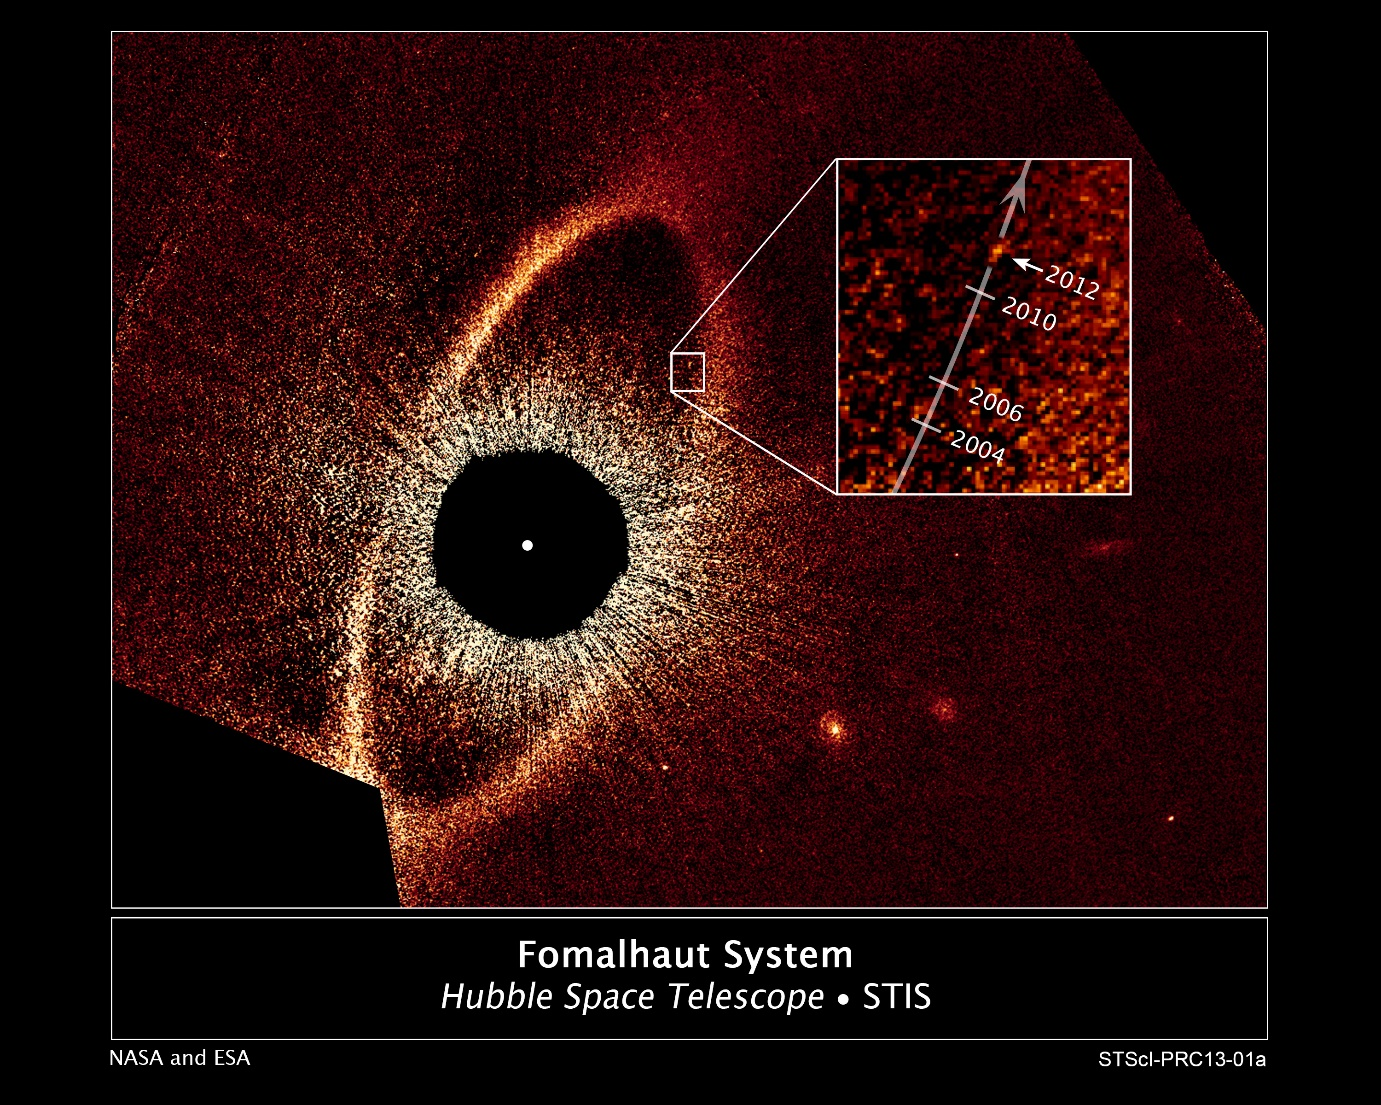 2012
2010
2006
2004
Fomalhaut System
Hubble Space Telescope • STIS
NASA and ESA
STScI-PRC13-01a